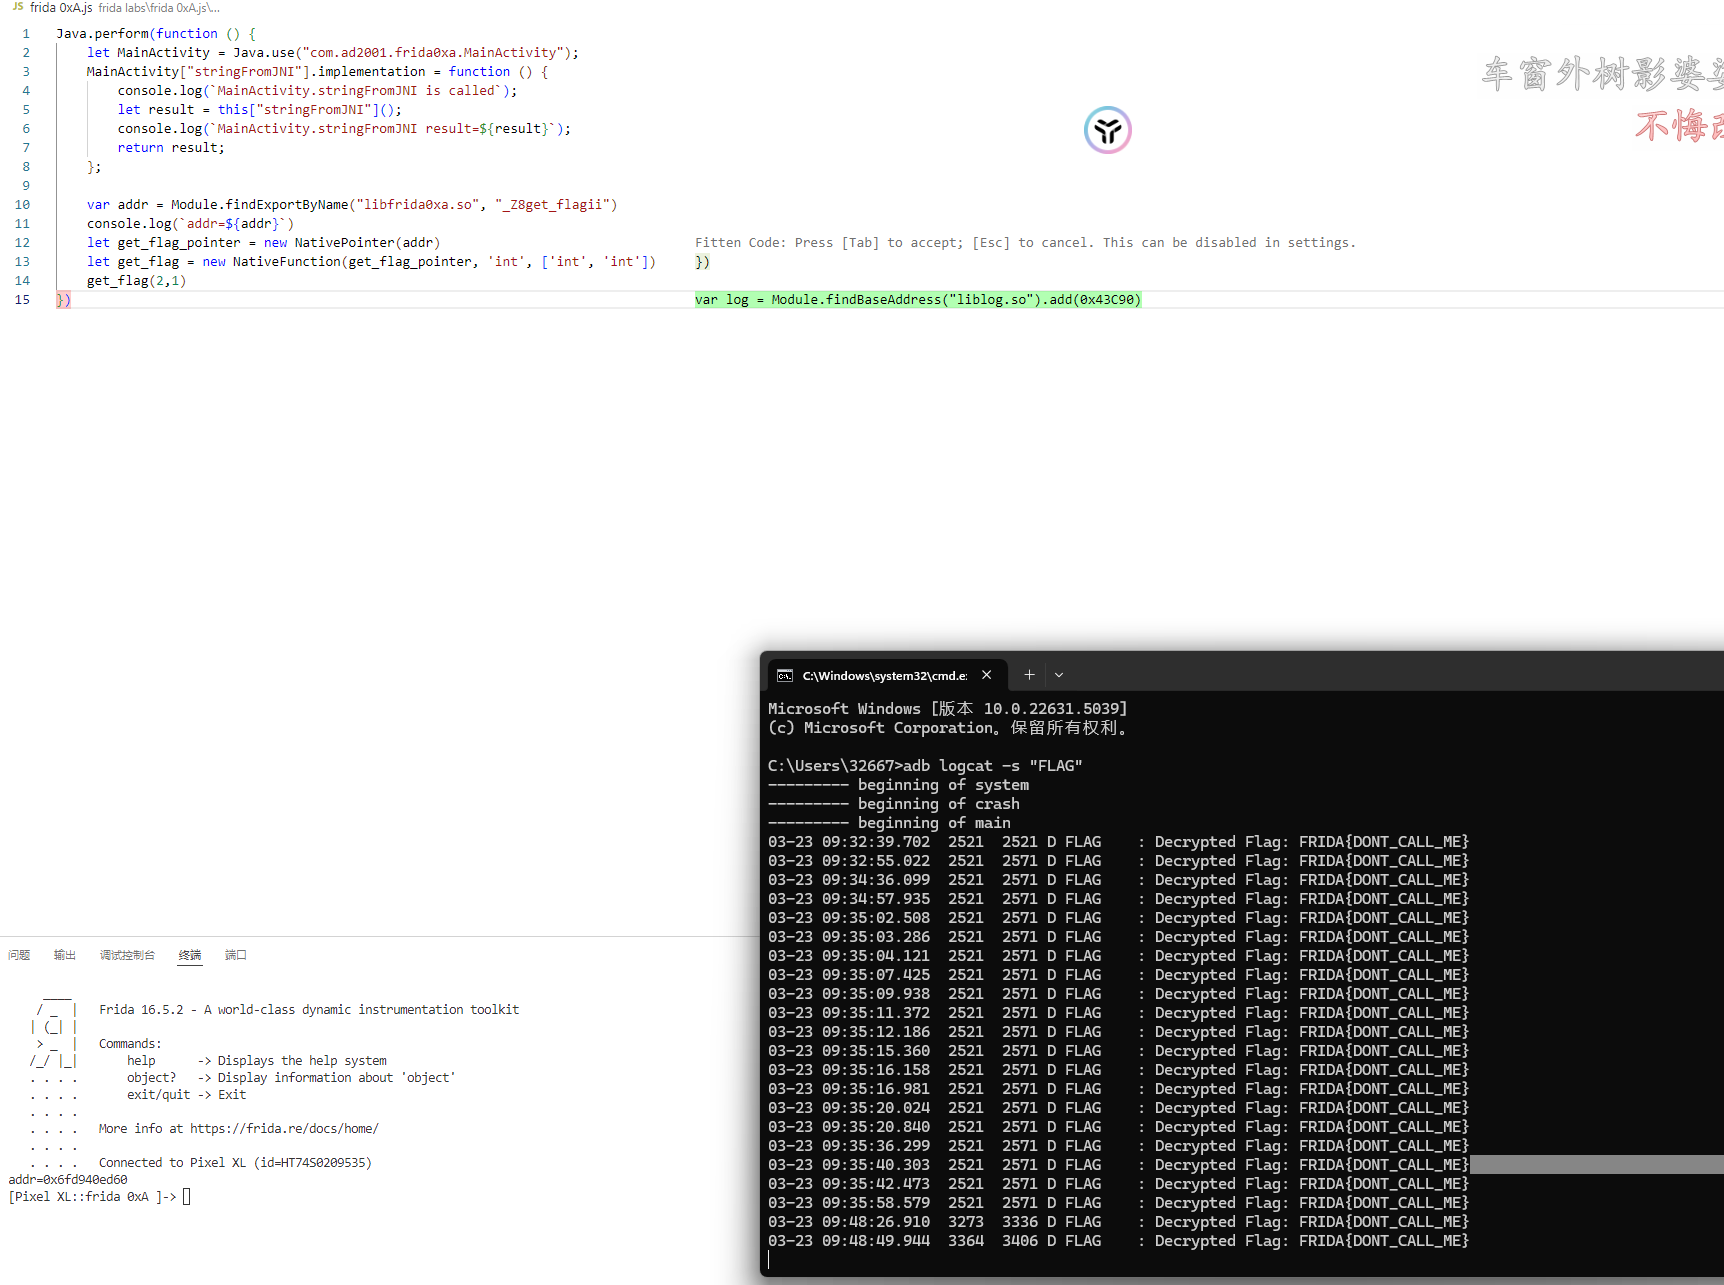 JS frida 0xA.js frida labs\frida 0xA.js\...
1 Java.perform(function () {
2 let MainActivity = Java.use("com.ad2001.frida0xa.MainActivity");
3 MainActivity["stringFromJNI"].implementation = function () {
4 console.log(`MainActivity.stringFromJNI is called`);
5 let result = this["stringFromJNI"]();
6 console.log(`MainActivity.stringFromJNI result=${result}`);
7 return result;
8 };
9
10 var addr = Module.findExportByName("libfrida0xa.so", "_Z8get_flagii")
11 console.log(`addr=${addr}`)
12 let get_flag_pointer = new NativePointer(addr)
13 let get_flag = new NativeFunction(get_flag_pointer, 'int', ['int', 'int'])
14 get_flag(2,1)
15 })
Fitten Code: Press [Tab] to accept; [Esc] to cancel. This can be disabled in settings.
})
var log = Module.findBaseAddress("liblog.so").add(0x43C90)
车窗外树影婆
不悔
问题 输出 调试控制台 终端 端口
Frida 16.5.2 - A world-class dynamic instrumentation toolkit
Commands:
help -> Displays the help system
object? -> Display information about 'object'
exit/quit -> Exit
More info at https://frida.re/docs/home/
Connected to Pixel XL (id=HT74S0209535)
addr=0x6fd940ed60
[Pixel XL::frida 0xA ]->
C:\Windows\system32\cmd.e:
Microsoft Windows [版本 10.0.22631.5039]
(c) Microsoft Corporation。保留所有权利。
C:\Users\32667>adb logcat -s "FLAG"
--------- beginning of system
--------- beginning of crash
--------- beginning of main
03-23 09:32:39.702 2521 2521 D FLAG : Decrypted Flag: FRIDA{DONT_CALL_ME}
03-23 09:32:55.022 2521 2571 D FLAG : Decrypted Flag: FRIDA{DONT_CALL_ME}
03-23 09:34:36.099 2521 2571 D FLAG : Decrypted Flag: FRIDA{DONT_CALL_ME}
03-23 09:34:57.935 2521 2571 D FLAG : Decrypted Flag: FRIDA{DONT_CALL_ME}
03-23 09:35:02.508 2521 2571 D FLAG : Decrypted Flag: FRIDA{DONT_CALL_ME}
03-23 09:35:03.286 2521 2571 D FLAG : Decrypted Flag: FRIDA{DONT_CALL_ME}
03-23 09:35:04.121 2521 2571 D FLAG : Decrypted Flag: FRIDA{DONT_CALL_ME}
03-23 09:35:07.425 2521 2571 D FLAG : Decrypted Flag: FRIDA{DONT_CALL_ME}
03-23 09:35:09.938 2521 2571 D FLAG : Decrypted Flag: FRIDA{DONT_CALL_ME}
03-23 09:35:11.372 2521 2571 D FLAG : Decrypted Flag: FRIDA{DONT_CALL_ME}
03-23 09:35:12.186 2521 2571 D FLAG : Decrypted Flag: FRIDA{DONT_CALL_ME}
03-23 09:35:15.360 2521 2571 D FLAG : Decrypted Flag: FRIDA{DONT_CALL_ME}
03-23 09:35:16.158 2521 2571 D FLAG : Decrypted Flag: FRIDA{DONT_CALL_ME}
03-23 09:35:16.981 2521 2571 D FLAG : Decrypted Flag: FRIDA{DONT_CALL_ME}
03-23 09:35:20.024 2521 2571 D FLAG : Decrypted Flag: FRIDA{DONT_CALL_ME}
03-23 09:35:20.840 2521 2571 D FLAG : Decrypted Flag: FRIDA{DONT_CALL_ME}
03-23 09:35:36.299 2521 2571 D FLAG : Decrypted Flag: FRIDA{DONT_CALL_ME}
03-23 09:35:40.303 2521 2571 D FLAG : Decrypted Flag: FRIDA{DONT_CALL_ME}
03-23 09:35:42.473 2521 2571 D FLAG : Decrypted Flag: FRIDA{DONT_CALL_ME}
03-23 09:35:58.579 2521 2571 D FLAG : Decrypted Flag: FRIDA{DONT_CALL_ME}
03-23 09:48:26.910 3273 3336 D FLAG : Decrypted Flag: FRIDA{DONT_CALL_ME}
03-23 09:48:49.944 3364 3406 D FLAG : Decrypted Flag: FRIDA{DONT_CALL_ME}